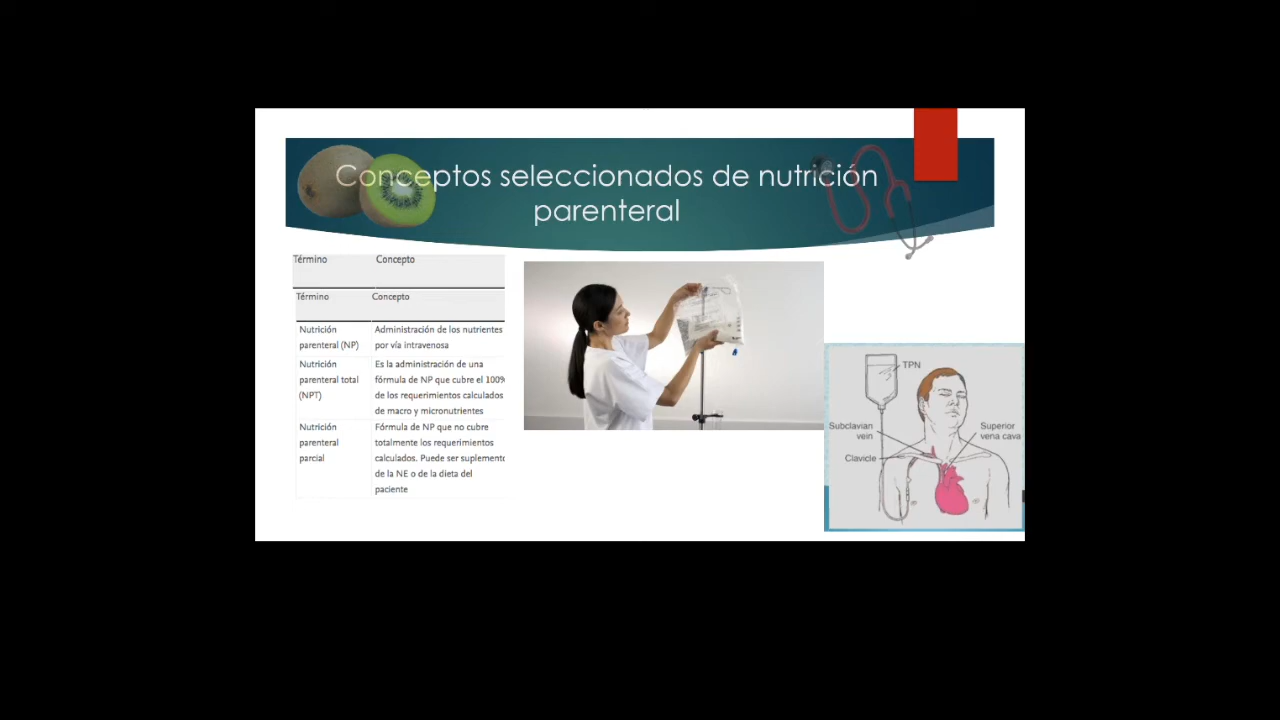 Conceptos seleccionados de nutrición
parenteral
Término Concepto
Término Concepto
Nutrición Administración de los nutrientes
parenteral (NP) por vía intravenosa
Nutrición Es la administración de una
parenteral total fórmula de NP que cubre el 100%
(NPT) de los requerimientos calculados
de macro y micronutrientes
Nutrición Fórmula de NP que no cubre
parenteral totalmente los requerimientos
parcial calculados. Puede ser suplemento
de la NE o de la dieta del
paciente
TPN
Subclavian
vein
Superior
vena cava
Clavicle